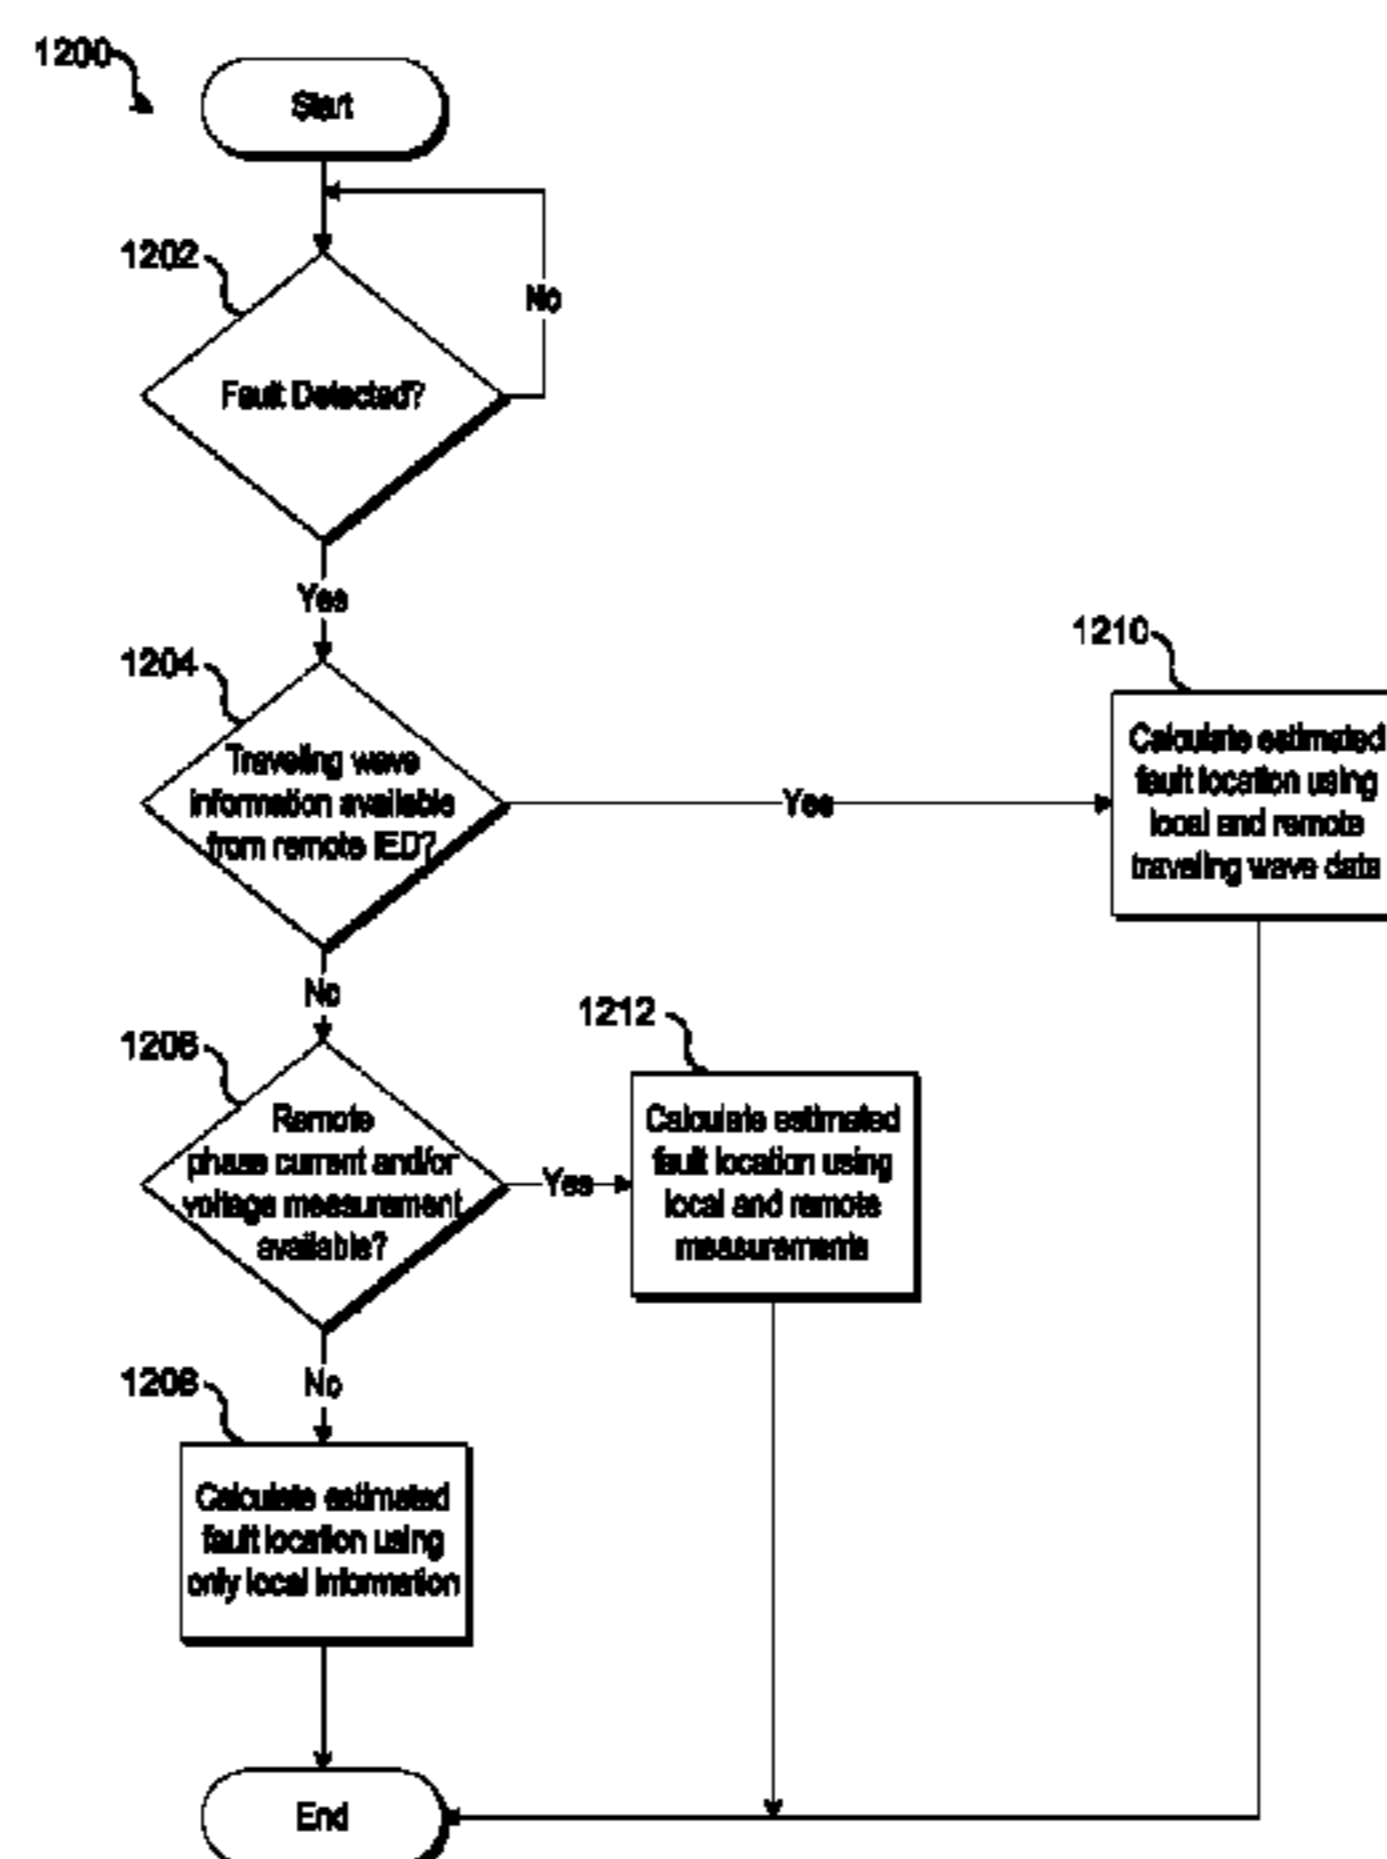 1200
Start
1202
No
Fault Detected?
Yes
1204
Traveling wave
information available
from remote IED?
Yes
1210
Calculate estimated
fault location using
local and remote
traveling wave data
No
1206
Remote
phase current and/or
voltage measurement
available?
Yes
1212
Calculate estimated
fault location using
local and remote
measurements
No
1208
Calculate estimated
fault location using
only local information
End